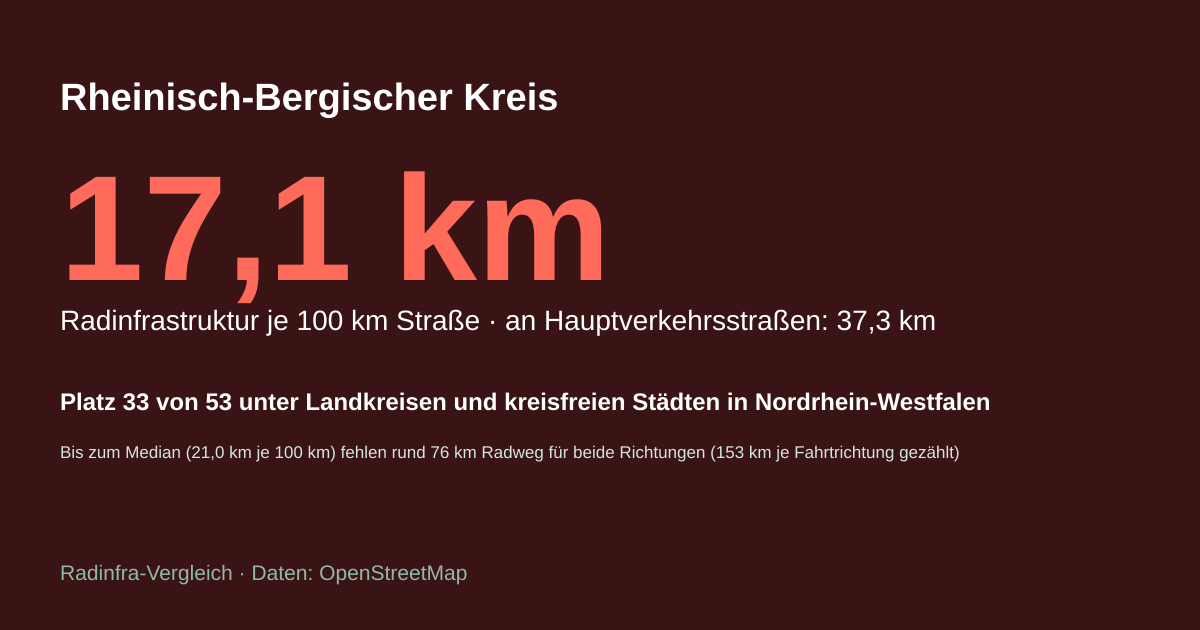 Rheinisch-Bergischer Kreis
17,1 km
Radinfrastruktur je 100 km Straße · an Hauptverkehrsstraßen: 37,3 km
Platz 33 von 53 unter Landkreisen und kreisfreien Städten in Nordrhein-Westfalen
Bis zum Median (21,0 km je 100 km) fehlen rund 76 km Radweg für beide Richtungen (153 km je Fahrtrichtung gezählt)
Radinfra-Vergleich · Daten: OpenStreetMap